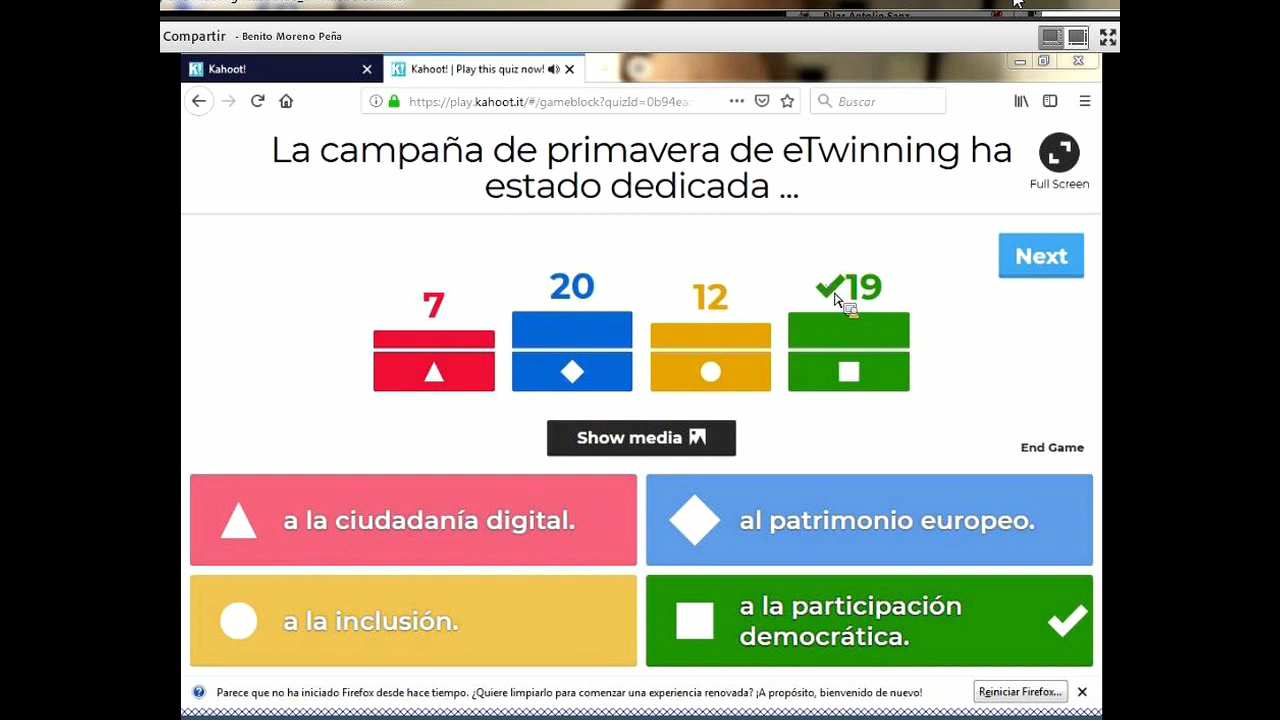 Compartir - Benito Moreno Peña
Kahoot!
Kahoot! | Play this quiz now!
https://play.kahoot.it/#/gameblock?quizId=0b94ea
Buscar
La campaña de primavera de eTwinning ha
estado dedicada ...
Full Screen
Next
7
20
12
19
Show media
End Game
a la ciudadanía digital.
al patrimonio europeo.
a la inclusión.
a la participación
democrática.
Parece que no ha iniciado Firefox desde hace tiempo. ¿Quiere limpiarlo para comenzar una experiencia renovada? ¡A propósito, bienvenido de nuevo!
Reiniciar Firefox...